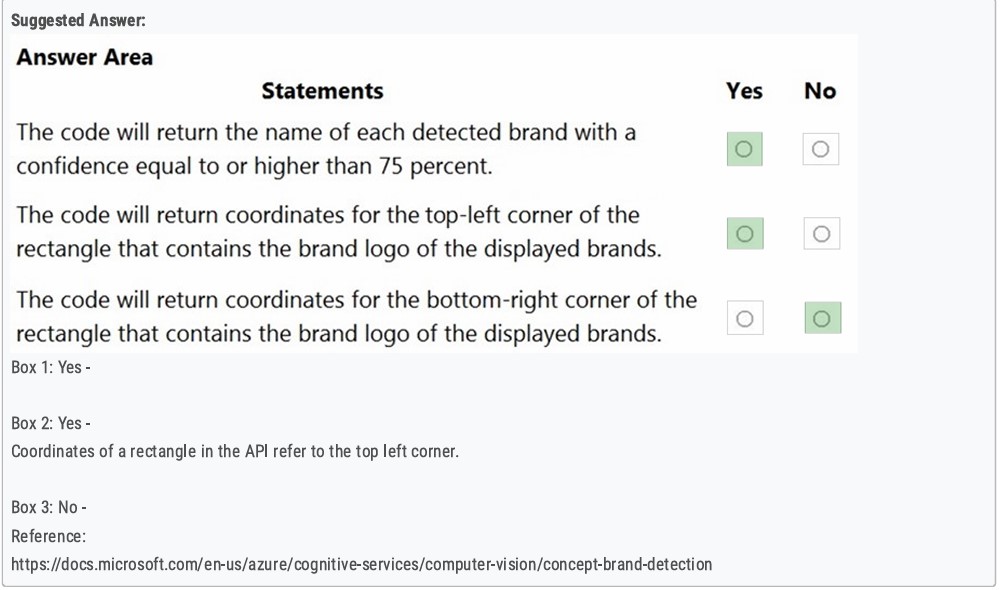 Suggested Answer:
Answer Area
Statements Yes No
The code will return the name of each detected brand with a
confidence equal to or higher than 75 percent.
The code will return coordinates for the top-left corner of the
rectangle that contains the brand logo of the displayed brands.
The code will return coordinates for the bottom-right corner of the
rectangle that contains the brand logo of the displayed brands.
Box 1: Yes -
Box 2: Yes -
Coordinates of a rectangle in the API refer to the top left corner.
Box 3: No -
Reference:
https://docs.microsoft.com/en-us/azure/cognitive-services/computer-vision/concept-brand-detection